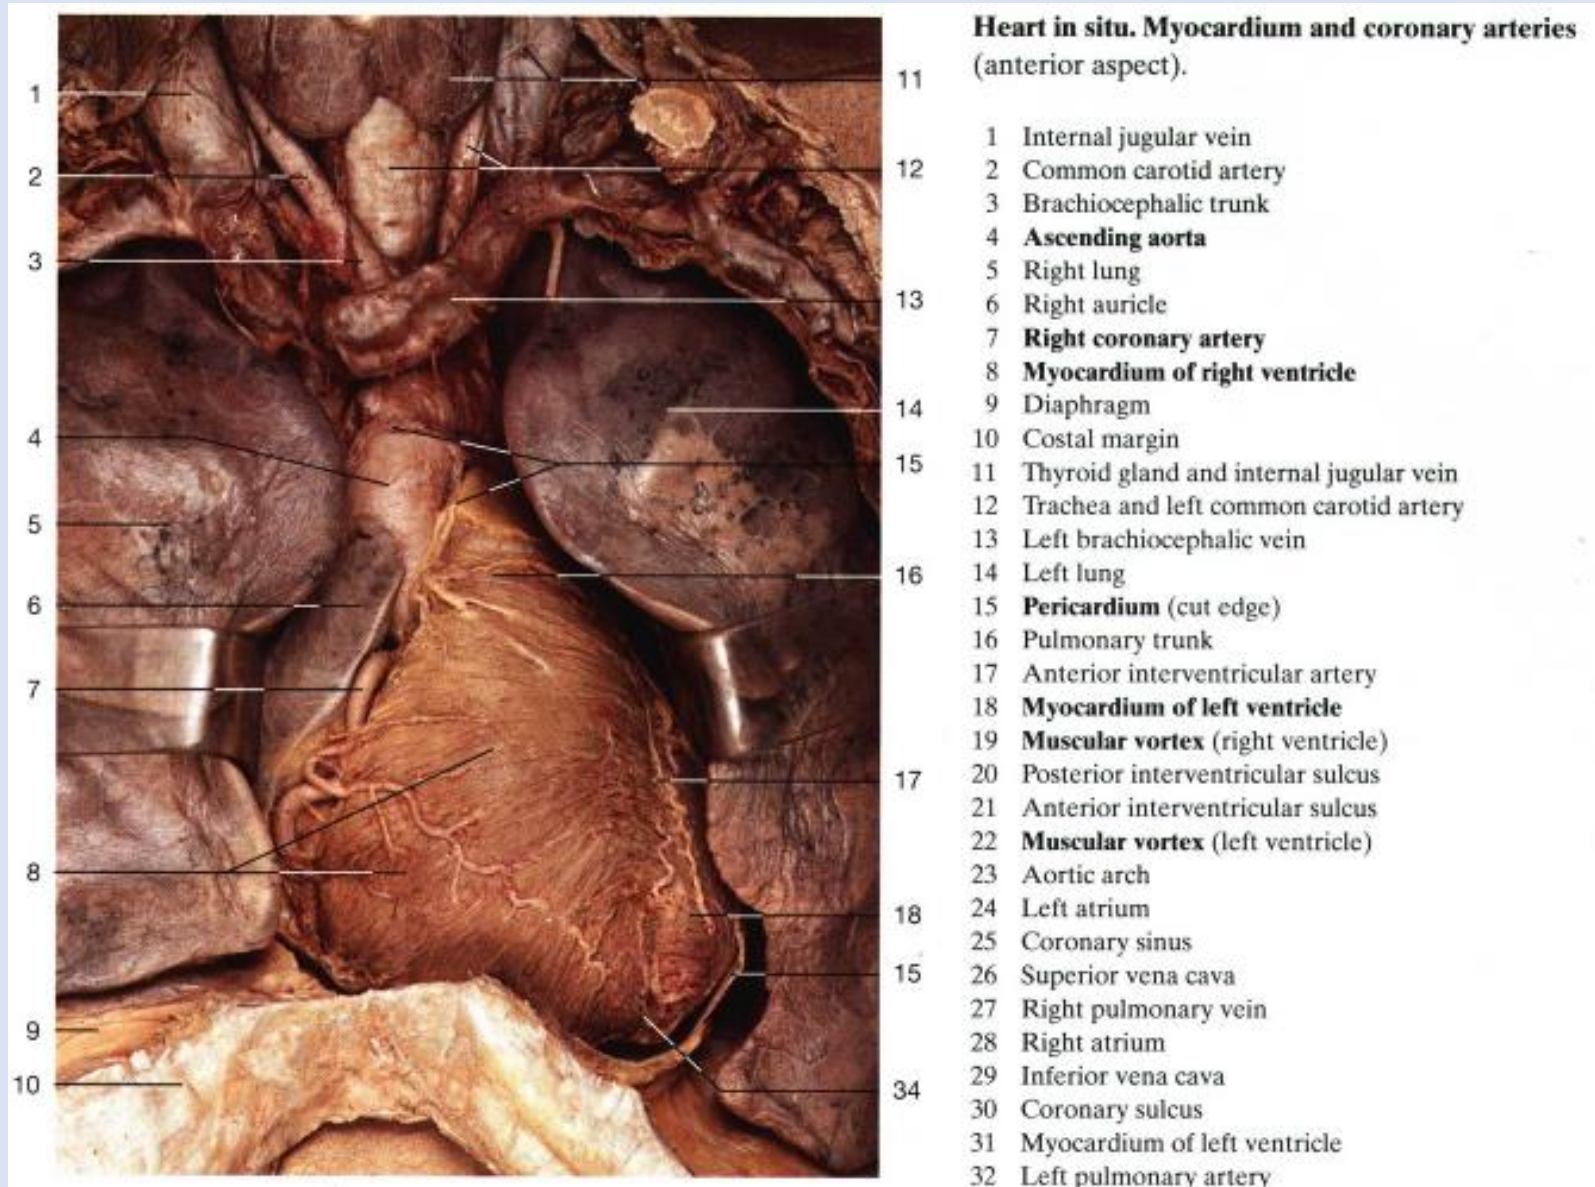 1
2
3
4
5
6
7
8
9
10
11
12
13
14
15
16
17
18
15
34
Heart in situ. Myocardium and coronary arteries
(anterior aspect).
1 Internal jugular vein
2 Common carotid artery
3 Brachiocephalic trunk
4 Ascending aorta
5 Right lung
6 Right auricle
7 Right coronary artery
8 Myocardium of right ventricle
9 Diaphragm
10 Costal margin
11 Thyroid gland and internal jugular vein
12 Trachea and left common carotid artery
13 Left brachiocephalic vein
14 Left lung
15 Pericardium (cut edge)
16 Pulmonary trunk
17 Anterior interventricular artery
18 Myocardium of left ventricle
19 Muscular vortex (right ventricle)
20 Posterior interventricular sulcus
21 Anterior interventricular sulcus
22 Muscular vortex (left ventricle)
23 Aortic arch
24 Left atrium
25 Coronary sinus
26 Superior vena cava
27 Right pulmonary vein
28 Right atrium
29 Inferior vena cava
30 Coronary sulcus
31 Myocardium of left ventricle
32 Left pulmonary artery